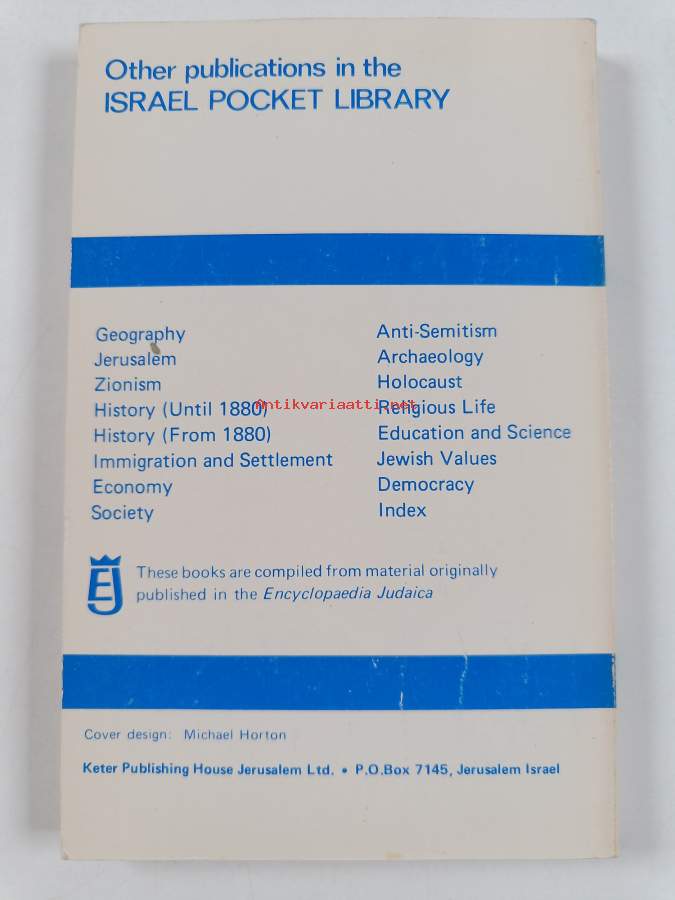 Other publications in the
ISRAEL POCKET LIBRARY
Geography
Jerusalem
Zionism
History (Until 1880)
History (From 1880)
Immigration and Settlement
Economy
Society
Anti-Semitism
Archaeology
Holocaust
Religious Life
Education and Science
Jewish Values
Democracy
Index
Antikvariaatti.net
EJ
These books are compiled from material originally
published in the Encyclopaedia Judaica
Cover design: Michael Horton
Keter Publishing House Jerusalem Ltd. • P.O.Box 7145, Jerusalem Israel